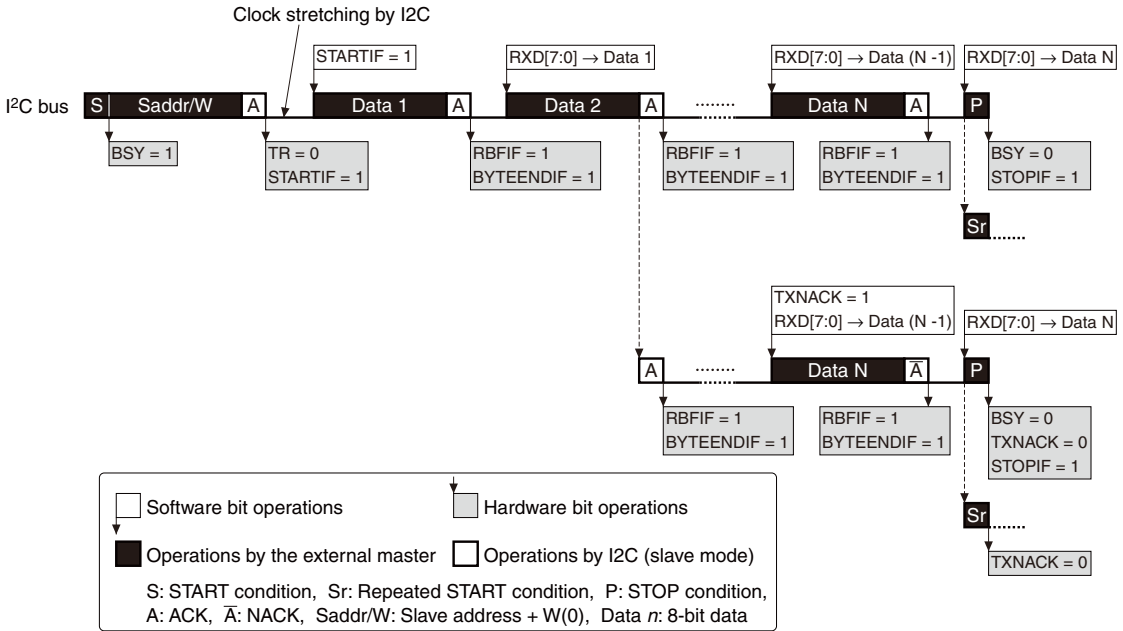 Clock stretching by I2C
STARTIF = 1
RXD[7:0] → Data 1
RXD[7:0] → Data (N -1)
RXD[7:0] → Data N
I²C bus
S
Saddr/W
A
Data 1
A
Data 2
A
Data N
A
P
BSY = 1
TR = 0
STARTIF = 1
RBFIF = 1
BYTEENDIF = 1
RBFIF = 1
BYTEENDIF = 1
RBFIF = 1
BYTEENDIF = 1
BSY = 0
STOPIF = 1
Sr
TXNACK = 1
RXD[7:0] → Data (N -1)
RXD[7:0] → Data N
A
Data N
A̅
P
RBFIF = 1
BYTEENDIF = 1
RBFIF = 1
BYTEENDIF = 1
BSY = 0
TXNACK = 0
STOPIF = 1
Sr
TXNACK = 0
Software bit operations
Hardware bit operations
Operations by the external master
Operations by I2C (slave mode)
S: START condition, Sr: Repeated START condition, P: STOP condition,
A: ACK, A̅: NACK, Saddr/W: Slave address + W(0), Data n: 8-bit data